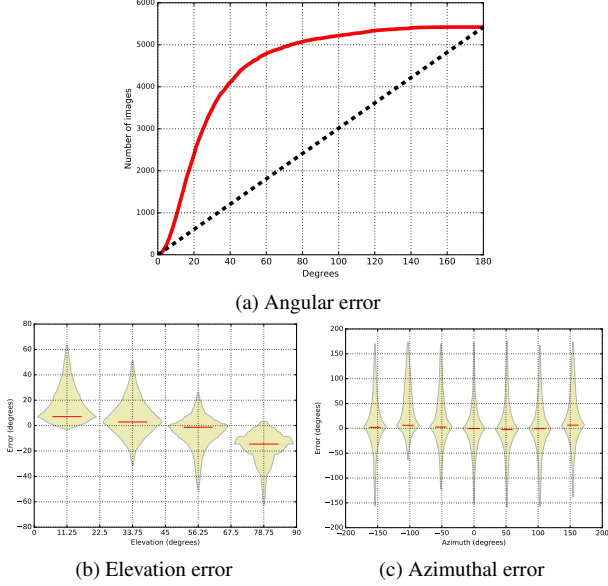 6000
5000
4000
3000
2000
1000
0
Number of images
0 20 40 60 80 100 120 140 160 180
Degrees
(a) Angular error
80
60
40
20
0
−20
−40
−60
−80
Error (degrees)
0 11.25 22.5 33.75 45 56.25 67.5 78.75 90
Elevation (degrees)
(b) Elevation error
200
150
100
50
0
−50
−100
−150
−200
Error (degrees)
−200 −150 −100 −50 0 50 100 150 200
Azimuth (degrees)
(c) Azimuthal error